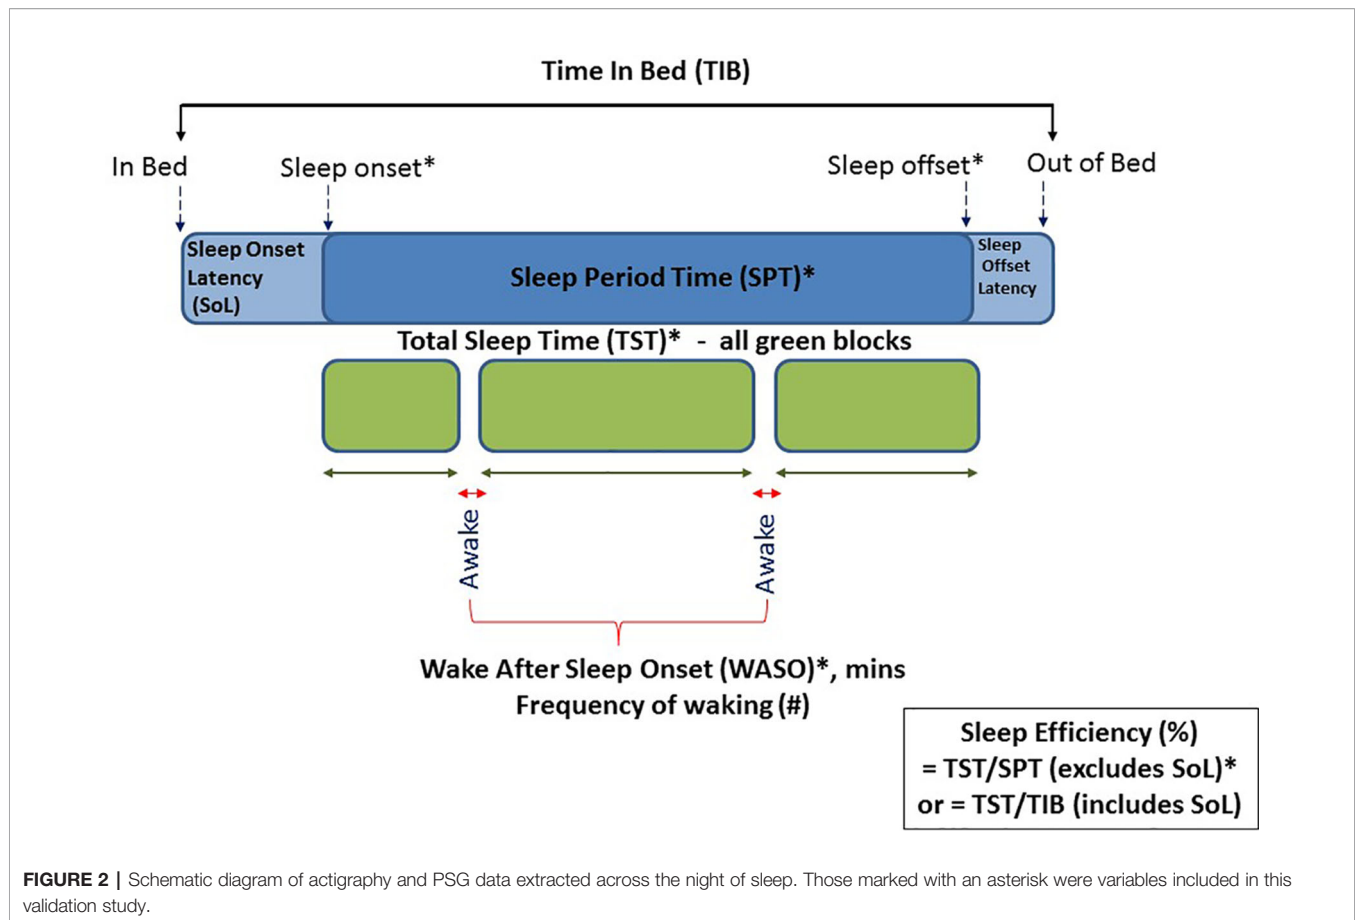 Time In Bed (TIB)
In Bed
Sleep onset*
Sleep offset*
Out of Bed
Sleep Onset
Latency
(SoL)
Sleep Period Time (SPT)*
Sleep
Offset
Latency
Total Sleep Time (TST)* - all green blocks
Awake
Awake
Wake After Sleep Onset (WASO)*, mins
Frequency of waking (#)
Sleep Efficiency (%)
= TST/SPT (excludes SoL)*
or = TST/TIB (includes SoL)
FIGURE 2 | Schematic diagram of actigraphy and PSG data extracted across the night of sleep. Those marked with an asterisk were variables included in this
validation study.